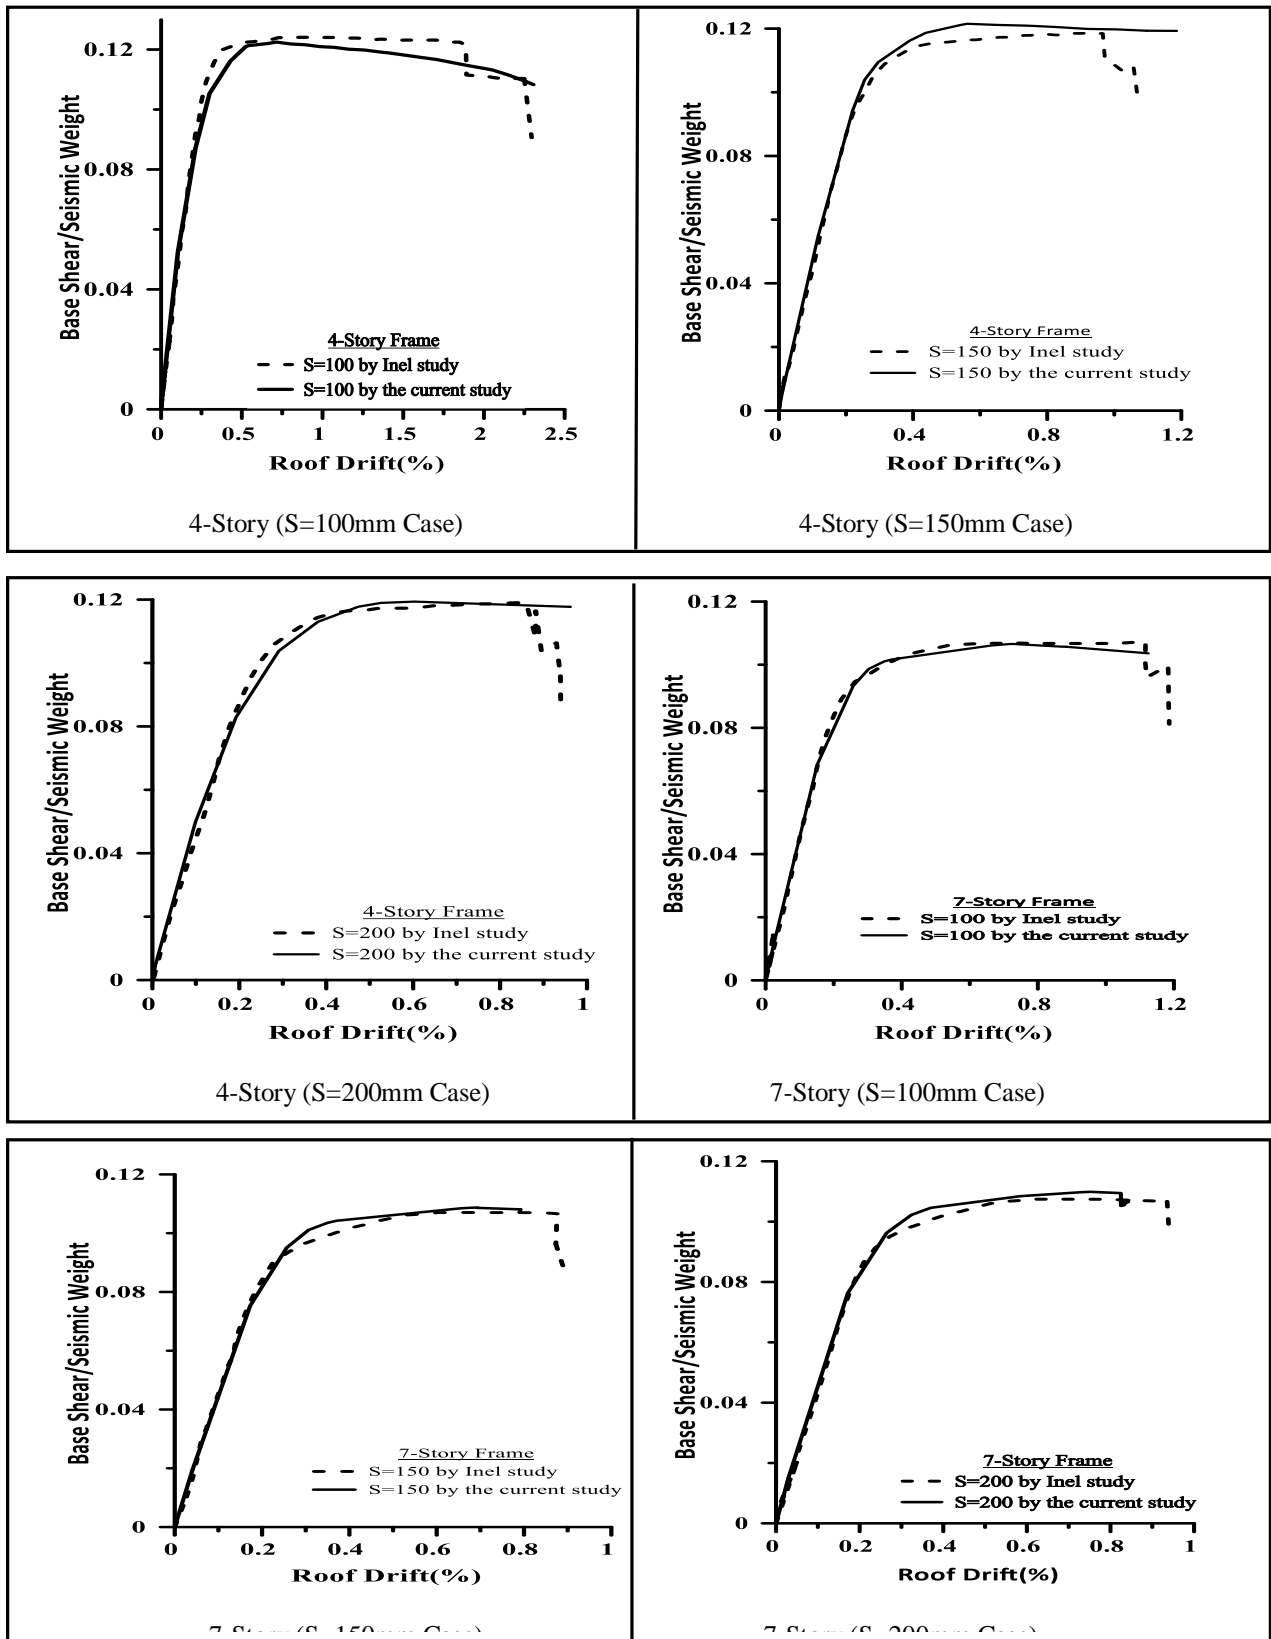 0.12
0.08
0.04
0
Base Shear/Seismic Weight
4-Story Frame
S=100 by Inel study
S=100 by the current study
0 0.5 1 1.5 2 2.5
Roof Drift(%)
4-Story (S=100mm Case)
0.12
0.08
0.04
0
Base Shear/Seismic Weight
4-Story Frame
S=150 by Inel study
S=150 by the current study
0 0.4 0.8 1.2
Roof Drift(%)
4-Story (S=150mm Case)
0.12
0.08
0.04
0
Base Shear/Seismic Weight
4-Story Frame
S=200 by Inel study
S=200 by the current study
0 0.2 0.4 0.6 0.8 1
Roof Drift(%)
4-Story (S=200mm Case)
0.12
0.08
0.04
0
Base Shear/Seismic Weight
7-Story Frame
S=100 by Inel study
S=100 by the current study
0 0.4 0.8 1.2
Roof Drift(%)
7-Story (S=100mm Case)
0.12
0.08
0.04
0
Base Shear/Seismic Weight
7-Story Frame
S=150 by Inel study
S=150 by the current study
0 0.2 0.4 0.6 0.8 1
Roof Drift(%)
7-Story (S=150mm Case)
0.12
0.08
0.04
0
Base Shear/Seismic Weight
7-Story Frame
S=200 by Inel study
S=200 by the current study
0 0.2 0.4 0.6 0.8 1
Roof Drift(%)
7-Story (S=200mm Case)